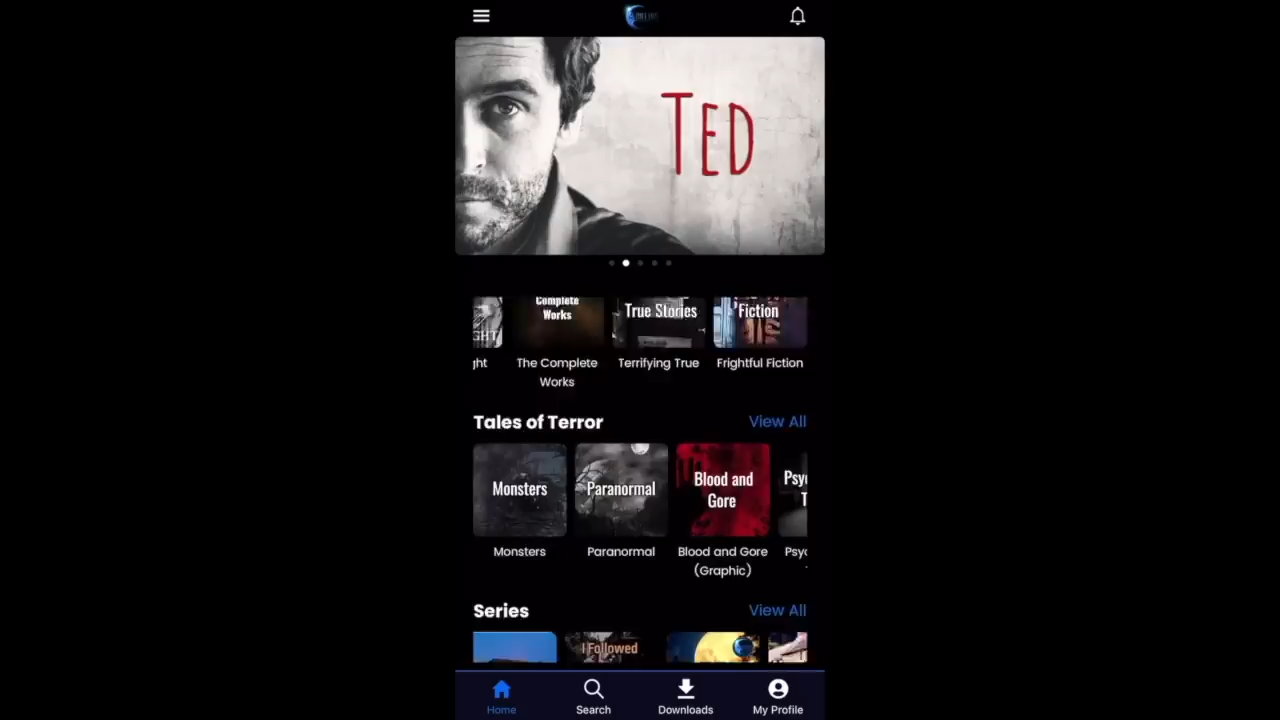 TED
Complete
Works
True Stories
Fiction
ght
The Complete
Works
Terrifying True
Frightful Fiction
Tales of Terror
View All
Monsters
Paranormal
Blood and
Gore
Monsters
Paranormal
Blood and Gore
(Graphic)
Series
View All
I Followed
Home
Search
Downloads
My Profile